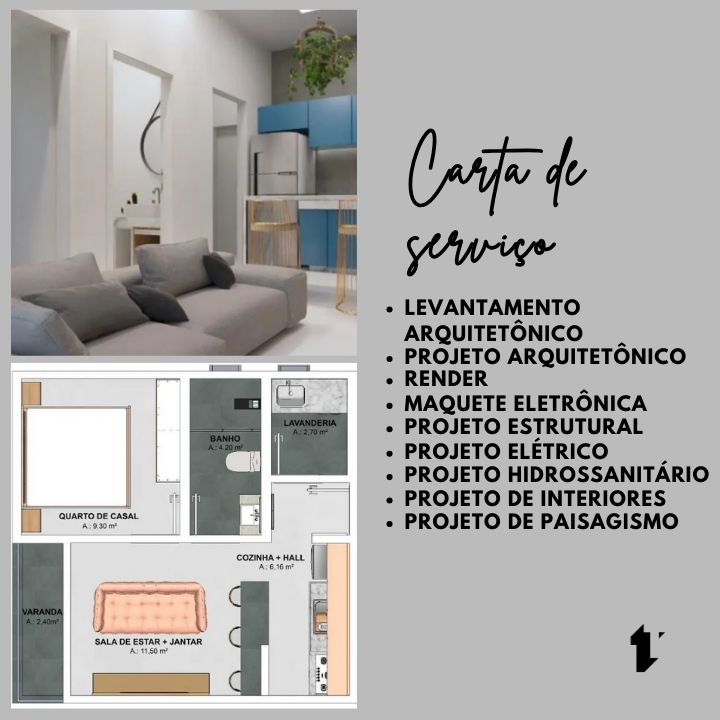 Carta de
serviço
• LEVANTAMENTO
ARQUITETÔNICO
• PROJETO ARQUITETÔNICO
• RENDER
• MAQUETE ELETRÔNICA
• PROJETO ESTRUTURAL
• PROJETO ELÉTRICO
• PROJETO HIDROSSANITÁRIO
• PROJETO DE INTERIORES
• PROJETO DE PAISAGISMO
LAVANDERIA
A.: 2,70 m²
BANHO
A.: 4.20 m²
QUARTO DE CASAL
A.: 9.30 m²
COZINHA + HALL
A.: 6,16 m²
VARANDA
A.: 2,40m²
SALA DE ESTAR + JANTAR
A.: 11,50 m²